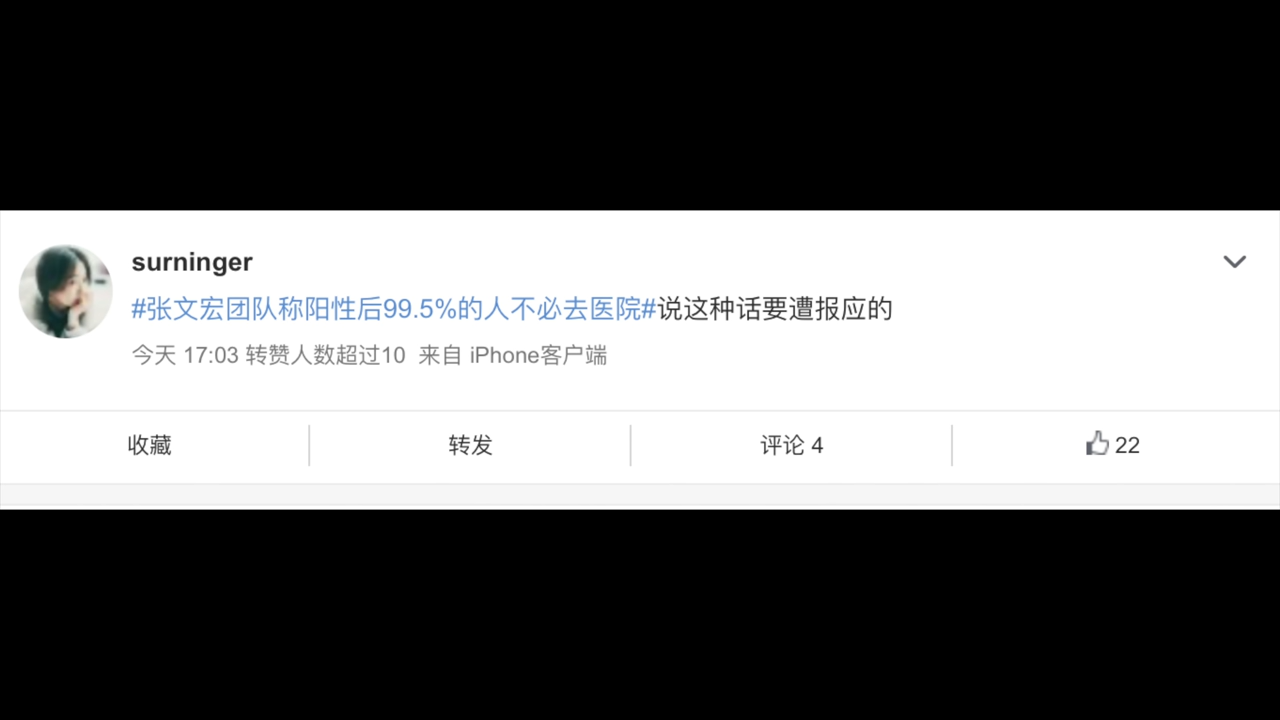 surninger
#张文宏团队称阳性后99.5%的人不必去医院#说这种话要遭报应的
今天 17:03 转赞人数超过10 来自 iPhone客户端
收藏
转发
评论 4
22